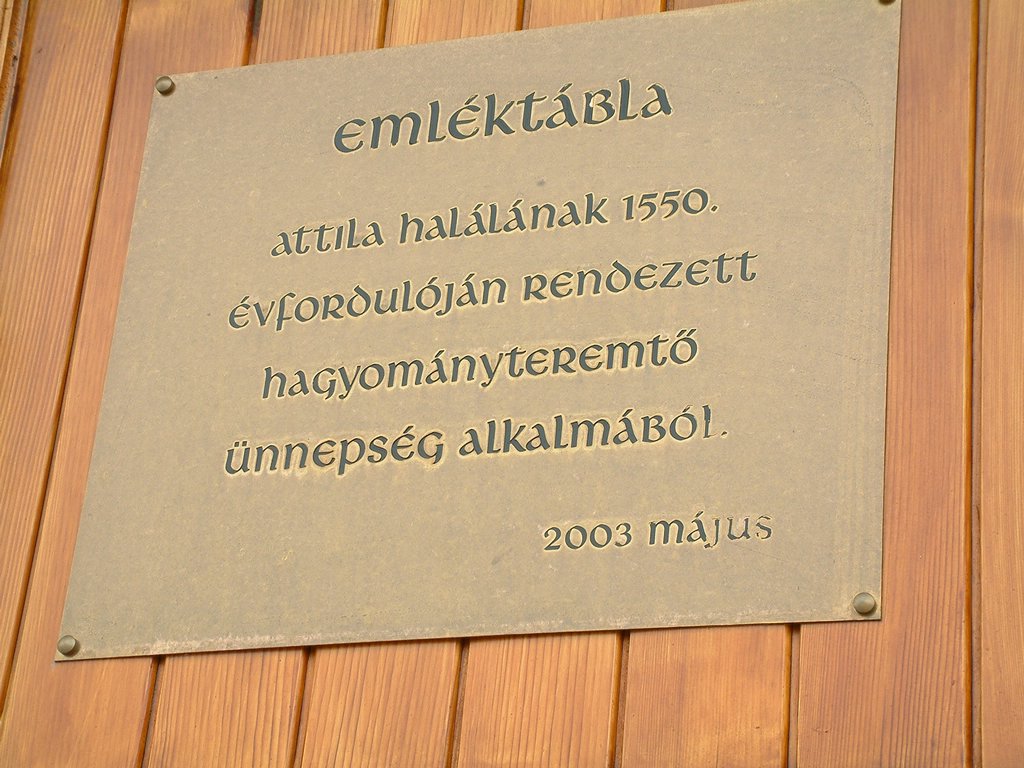 emléktábla
attila halálának 1550.
évfordulóján rendezett
hagyományteremtő
ünnepség alkalmából.
2003 május